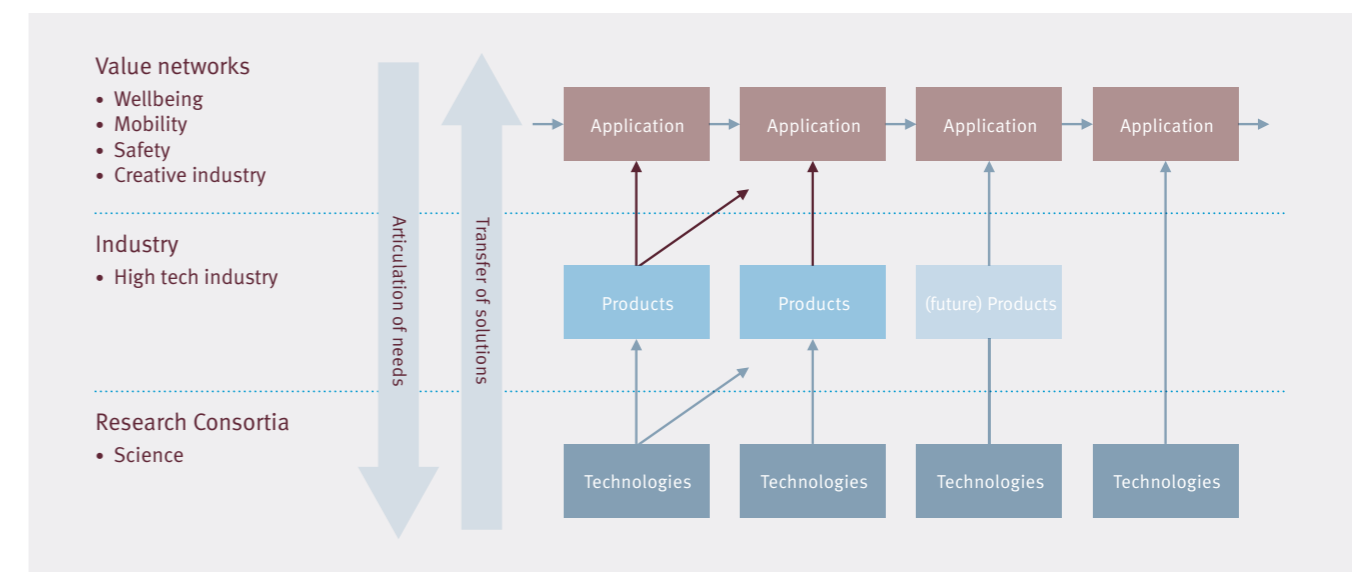 Value networks
• Wellbeing
• Mobility
• Safety
• Creative industry
Industry
• High tech industry
Research Consortia
• Science
Articulation of needs
Transfer of solutions
Application
Application
Application
Application
Products
Products
(future) Products
Technologies
Technologies
Technologies
Technologies